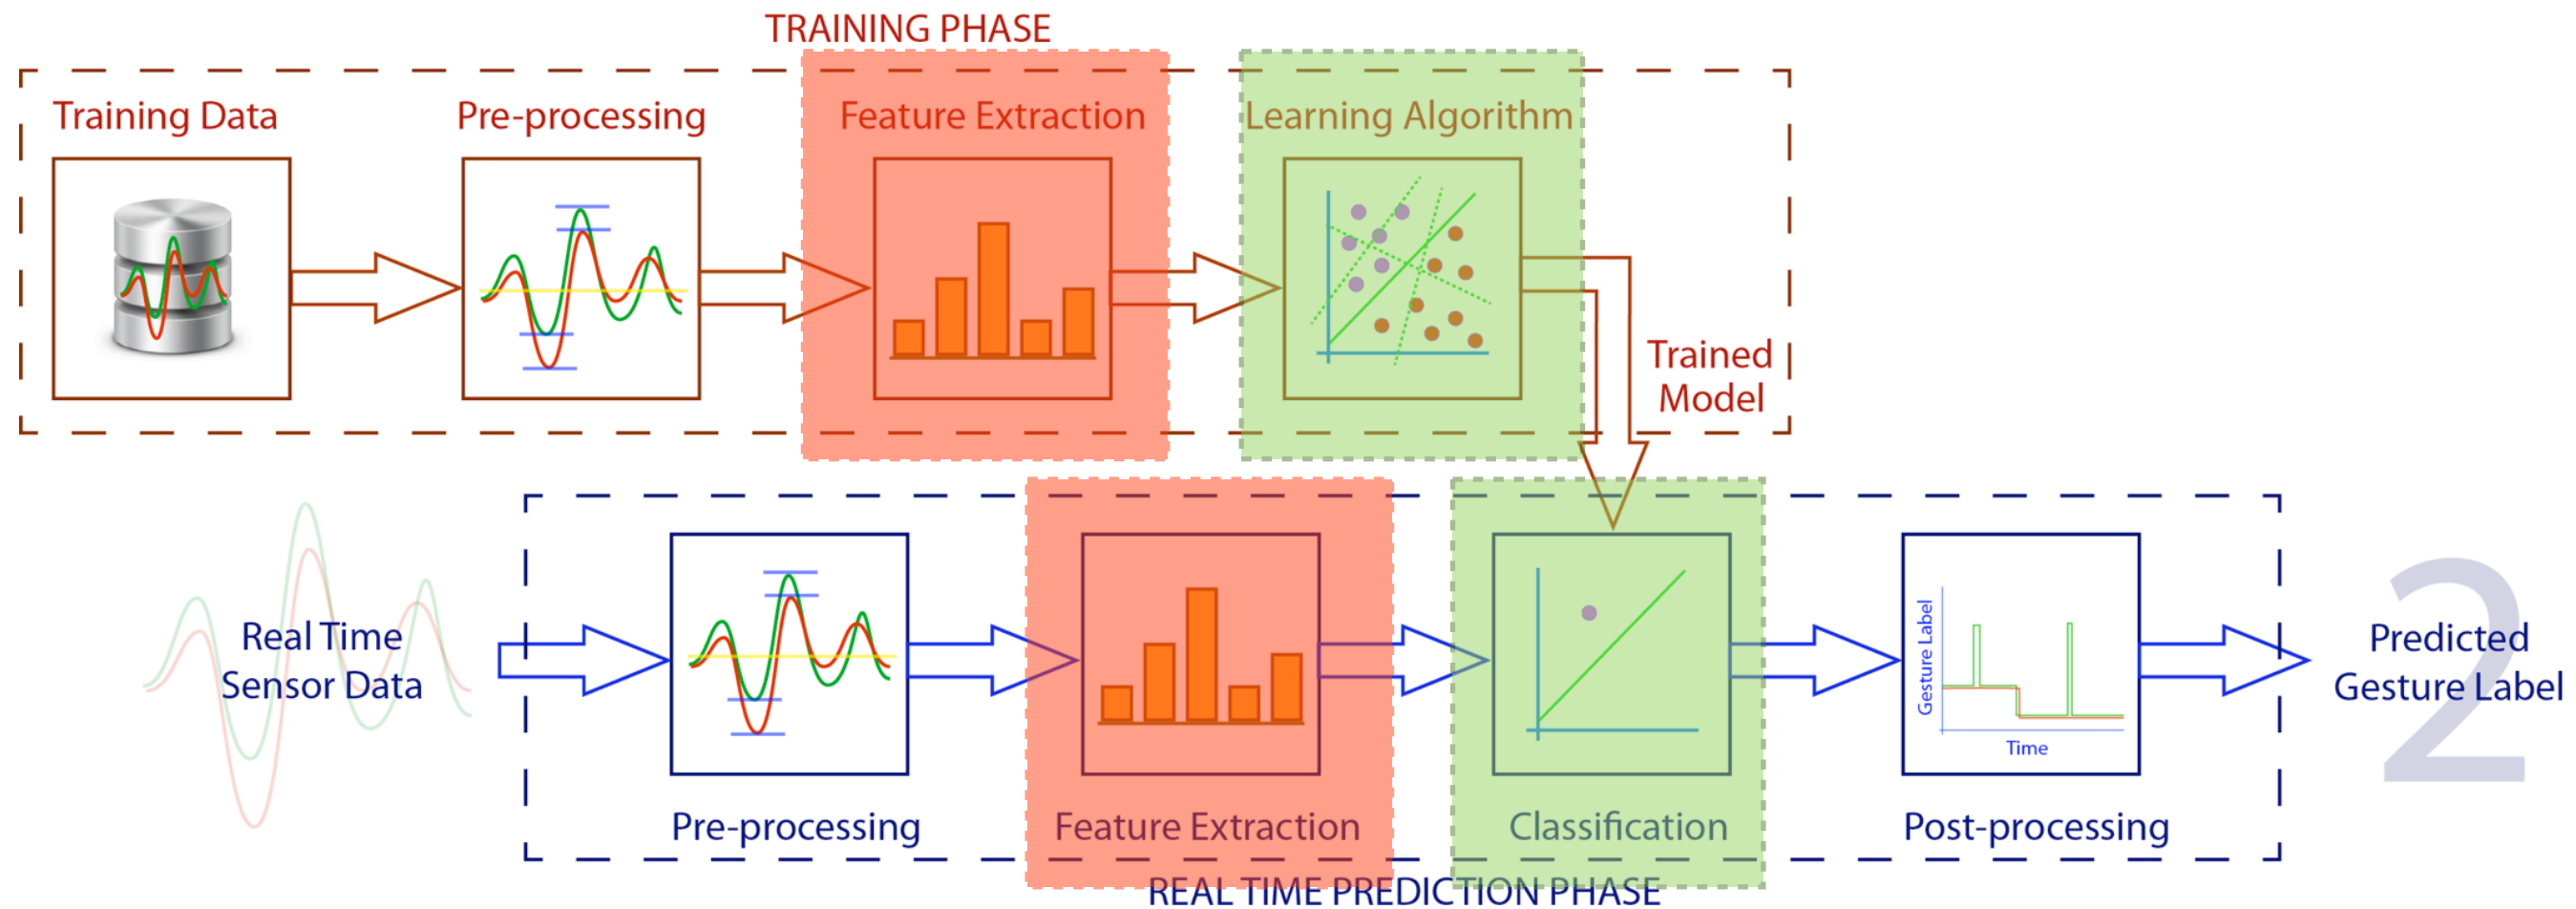 TRAINING PHASE
Training Data
Pre-processing
Feature Extraction
Learning Algorithm
Trained
Model
Real Time
Sensor Data
Pre-processing
Feature Extraction
Classification
Gesture Label
Time
Post-processing
2
Predicted
Gesture Label
REAL TIME PREDICTION PHASE